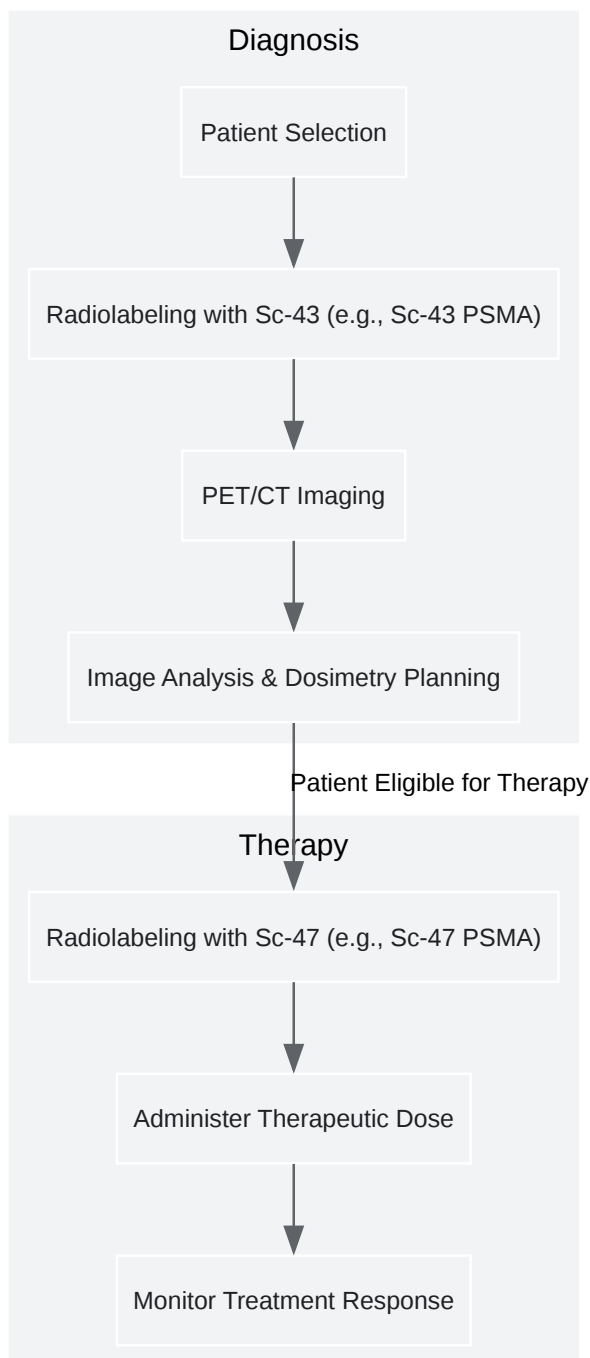 Diagnosis
Patient Selection
Radiolabeling with Sc-43 (e.g., Sc-43 PSMA)
PET/CT Imaging
Image Analysis & Dosimetry Planning
Patient Eligible for Therapy
Therapy
Radiolabeling with Sc-47 (e.g., Sc-47 PSMA)
Administer Therapeutic Dose
Monitor Treatment Response